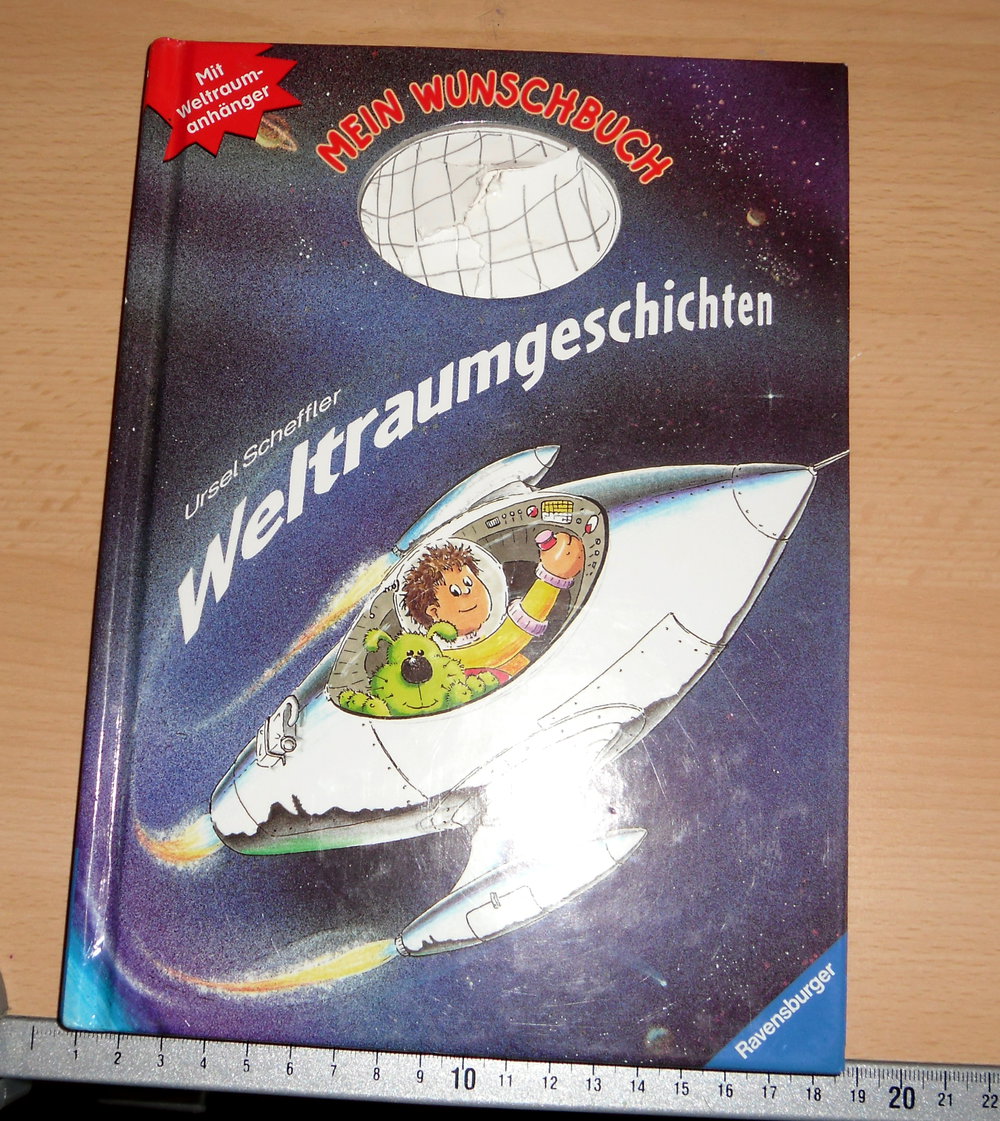 Mit
Weltraum-
anhänger
MEIN WUNSCHBUCH
Ursel Scheffler
Weltraumgeschichten
Ravensburger
1 2 3 4 5 6 7 8 9 10 11 12 13 14 15 16 17 18 19 20 21 22